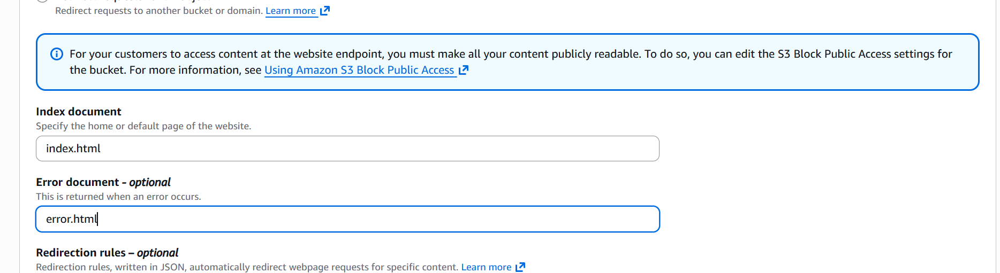 Redirect requests to another bucket or domain. Learn more
For your customers to access content at the website endpoint, you must make all your content publicly readable. To do so, you can edit the S3 Block Public Access settings for
the bucket. For more information, see Using Amazon S3 Block Public Access
Index document
Specify the home or default page of the website.
index.html
Error document - optional
This is returned when an error occurs.
error.html
Redirection rules – optional
Redirection rules, written in JSON, automatically redirect webpage requests for specific content. Learn more